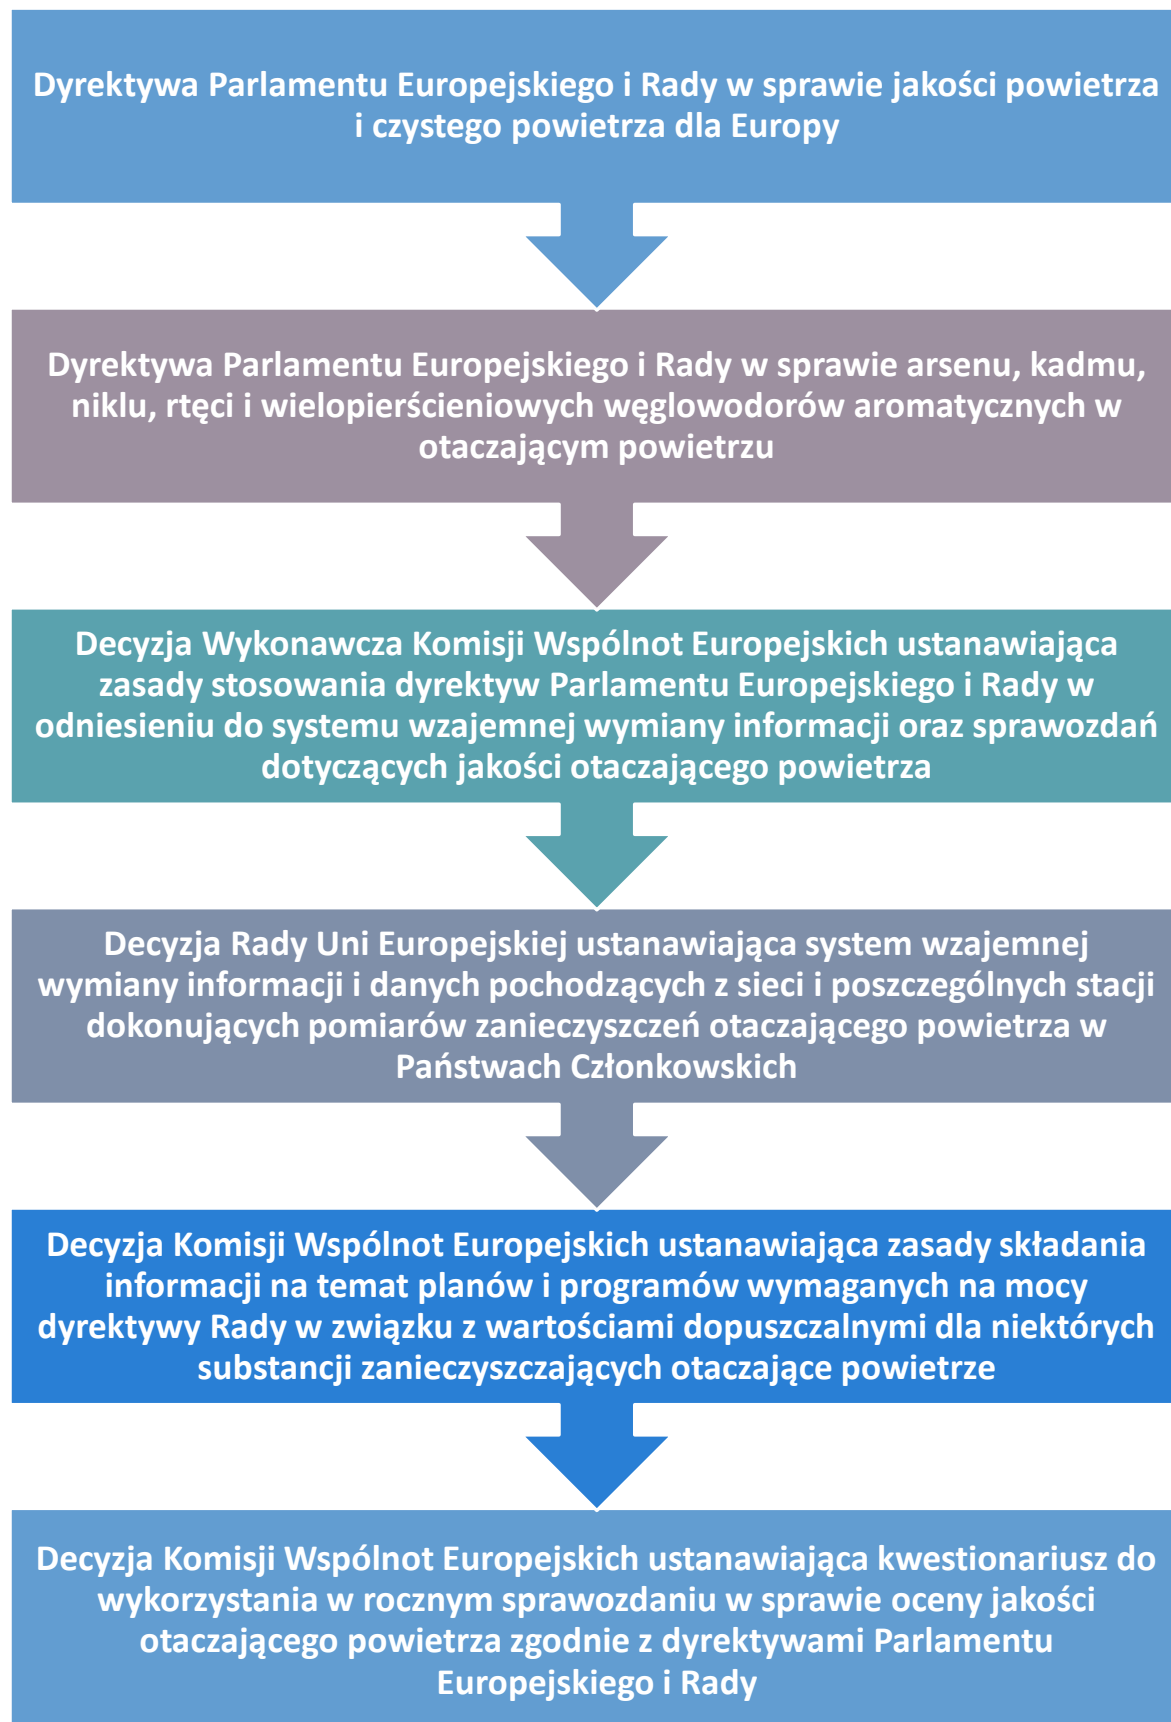 Dyrektywa Parlamentu Europejskiego i Rady w sprawie jakości powietrza
i czystego powietrza dla Europy
Dyrektywa Parlamentu Europejskiego i Rady w sprawie arsenu, kadmu,
niklu, rtęci i wielopierścieniowych węglowodorów aromatycznych w
otaczającym powietrzu
Decyzja Wykonawcza Komisji Wspólnot Europejskich ustanawiająca
zasady stosowania dyrektyw Parlamentu Europejskiego i Rady w
odniesieniu do systemu wzajemnej wymiany informacji oraz sprawozdań
dotyczących jakości otaczającego powietrza
Decyzja Rady Uni Europejskiej ustanawiająca system wzajemnej
wymiany informacji i danych pochodzących z sieci i poszczególnych stacji
dokonujących pomiarów zanieczyszczeń otaczającego powietrza w
Państwach Członkowskich
Decyzja Komisji Wspólnot Europejskich ustanawiająca zasady składania
informacji na temat planów i programów wymaganych na mocy
dyrektywy Rady w związku z wartościami dopuszczalnymi dla niektórych
substancji zanieczyszczających otaczające powietrze
Decyzja Komisji Wspólnot Europejskich ustanawiająca kwestionariusz do
wykorzystania w rocznym sprawozdaniu w sprawie oceny jakości
otaczającego powietrza zgodnie z dyrektywami Parlamentu
Europejskiego i Rady